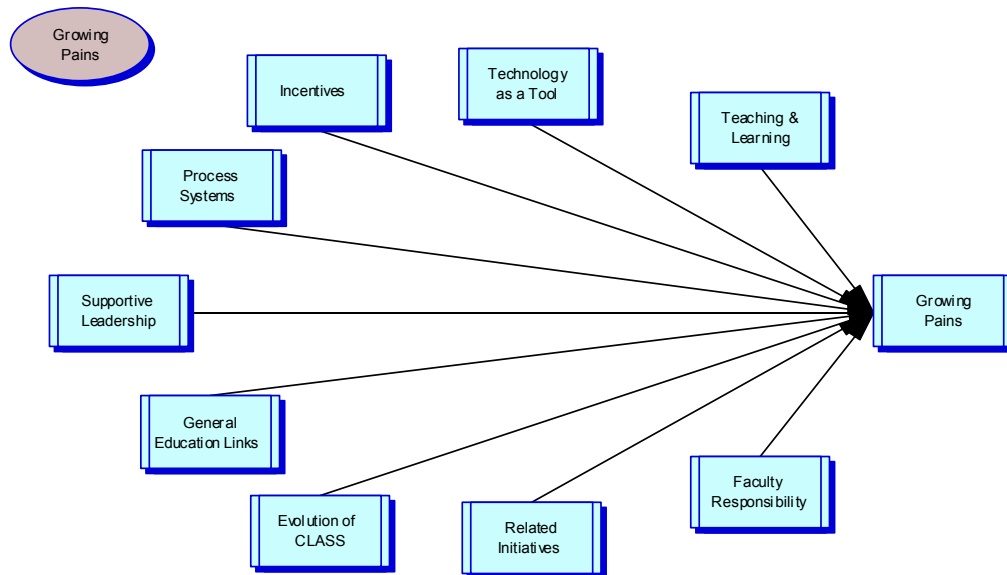 Growing
Pains
Incentives
Technology
as a Tool
Teaching &
Learning
Process
Systems
Supportive
Leadership
Growing
Pains
General
Education Links
Evolution of
CLASS
Related
Initiatives
Faculty
Responsibility